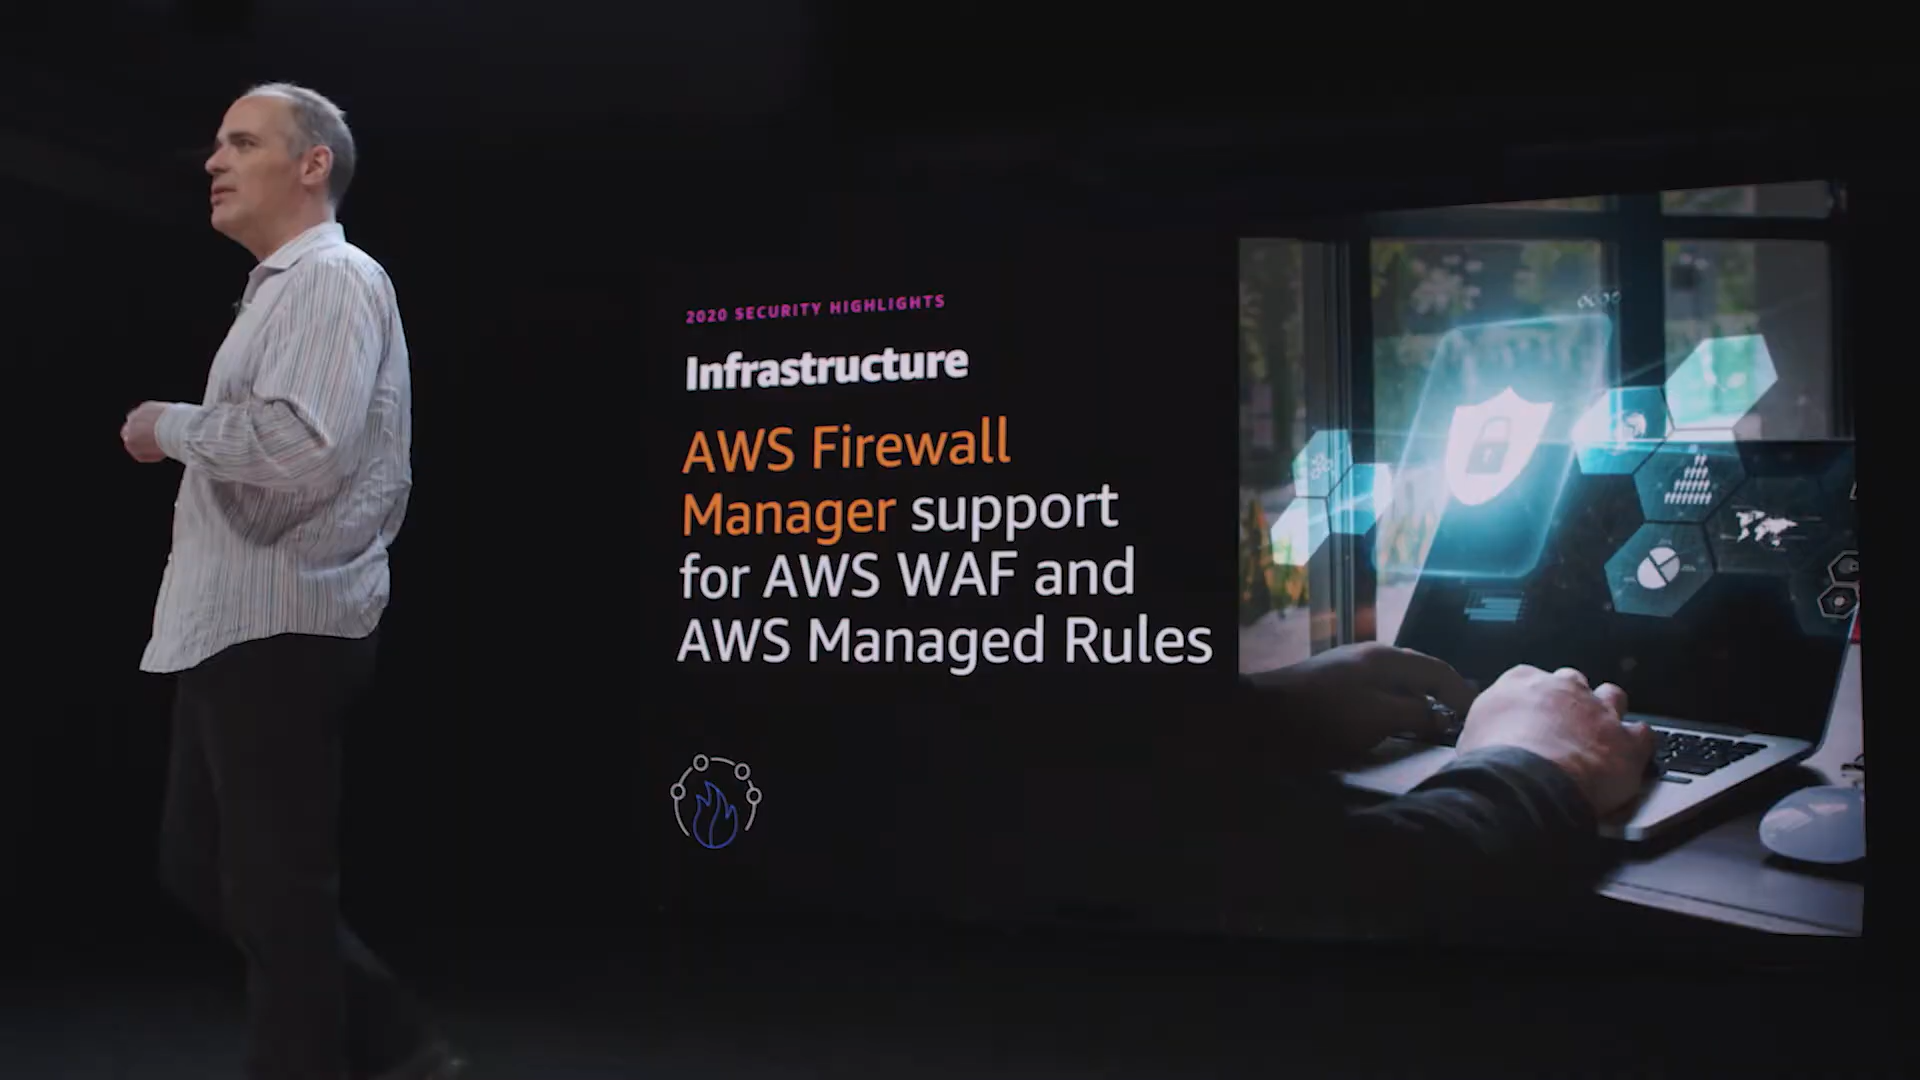 2020 SECURITY HIGHLIGHTS
Infrastructure
AWS Firewall
Manager support
for AWS WAF and
AWS Managed Rules